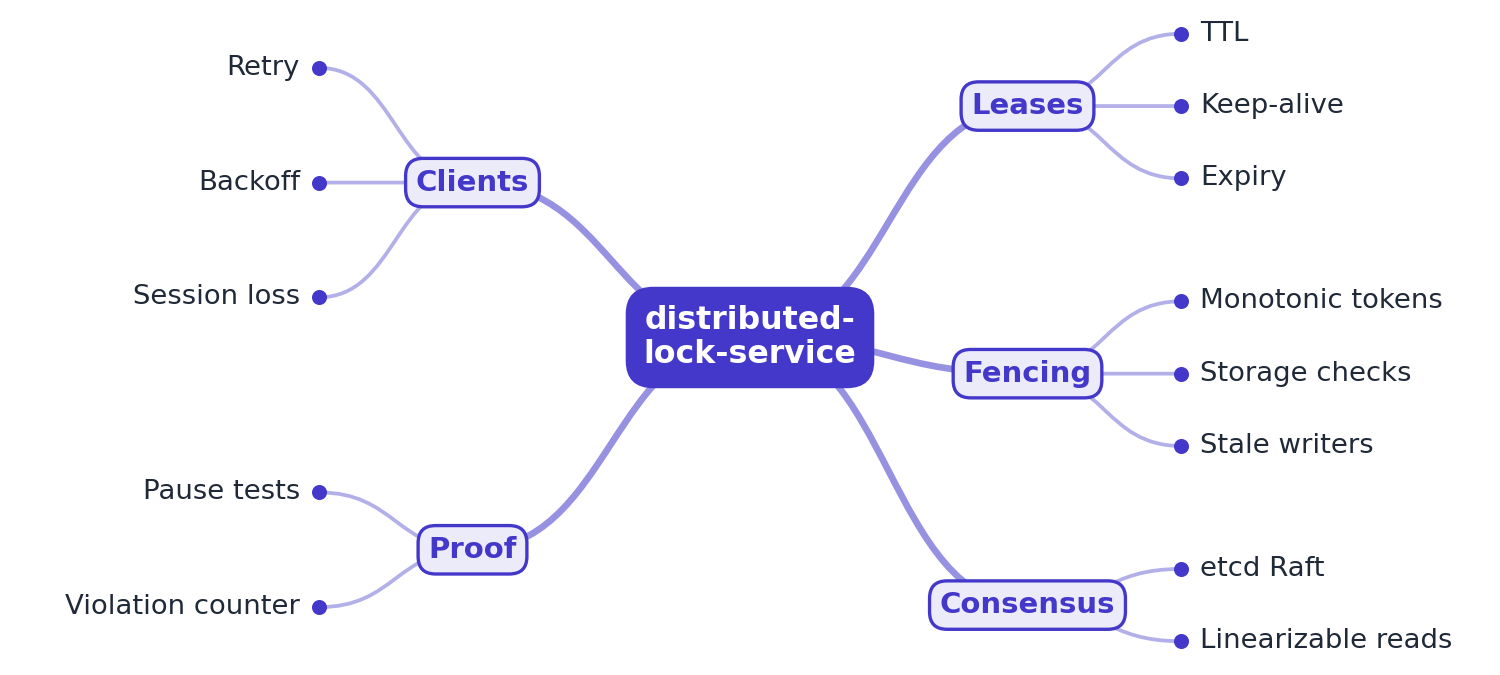 distributed-
lock-service
Leases
TTL
Keep-alive
Expiry
Fencing
Monotonic tokens
Storage checks
Stale writers
Consensus
etcd Raft
Linearizable reads
Clients
Retry
Backoff
Session loss
Proof
Pause tests
Violation counter